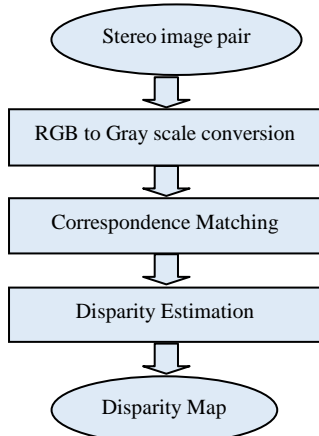 Stereo image pair
RGB to Gray scale conversion
Correspondence Matching
Disparity Estimation
Disparity Map